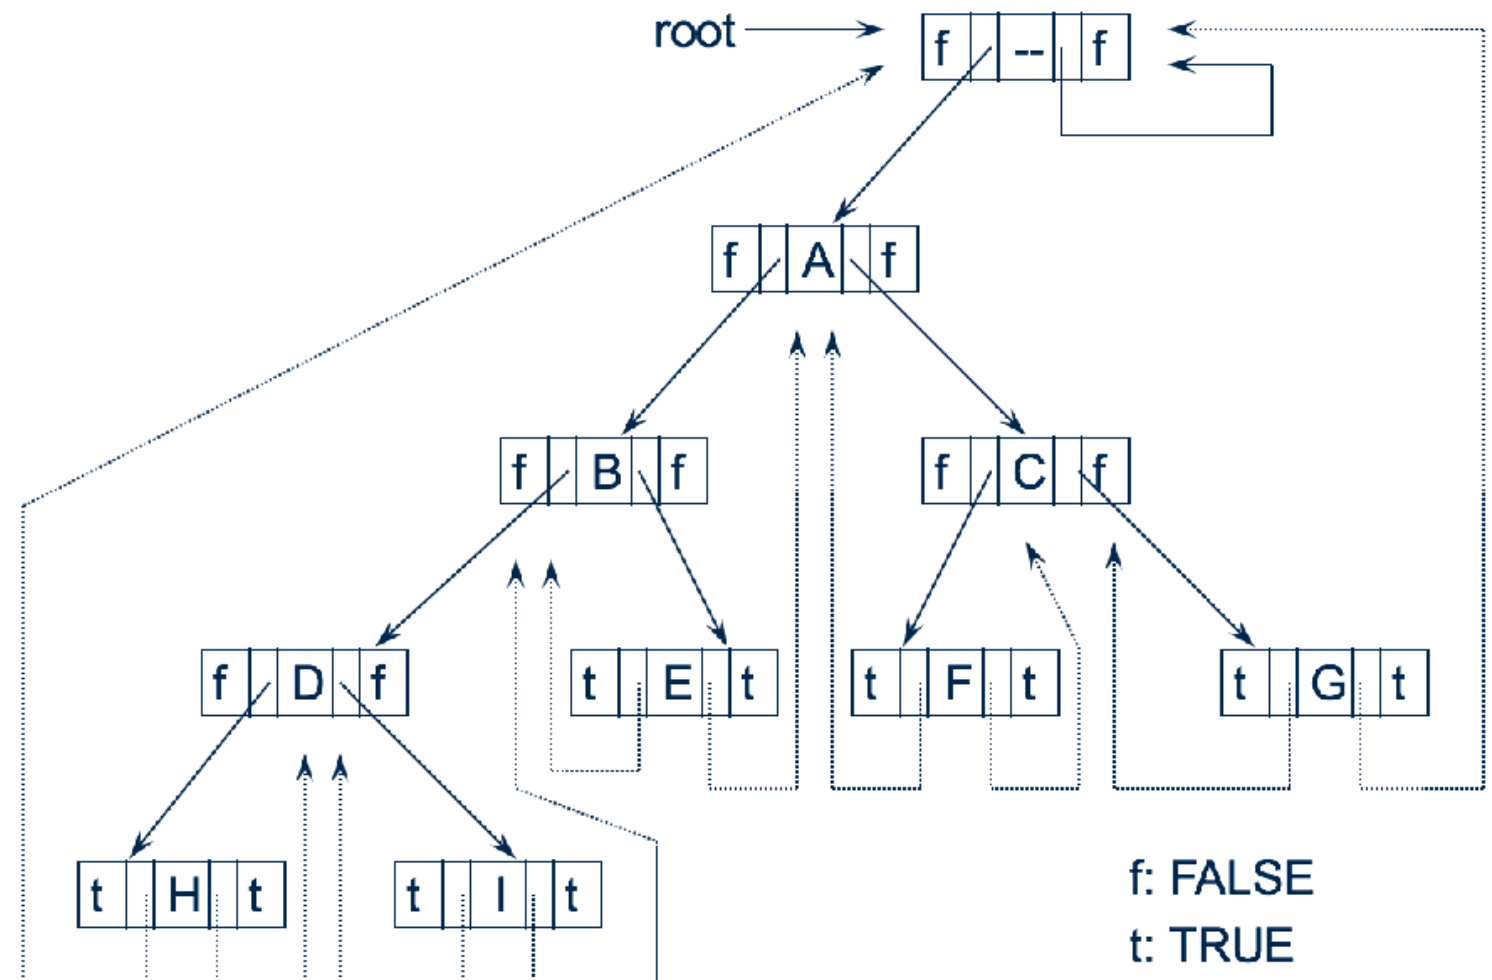 root
f -- f
f A f
f B f
f C f
f D f
t E t
t F t
t G t
t H t
t I t
f: FALSE
t: TRUE